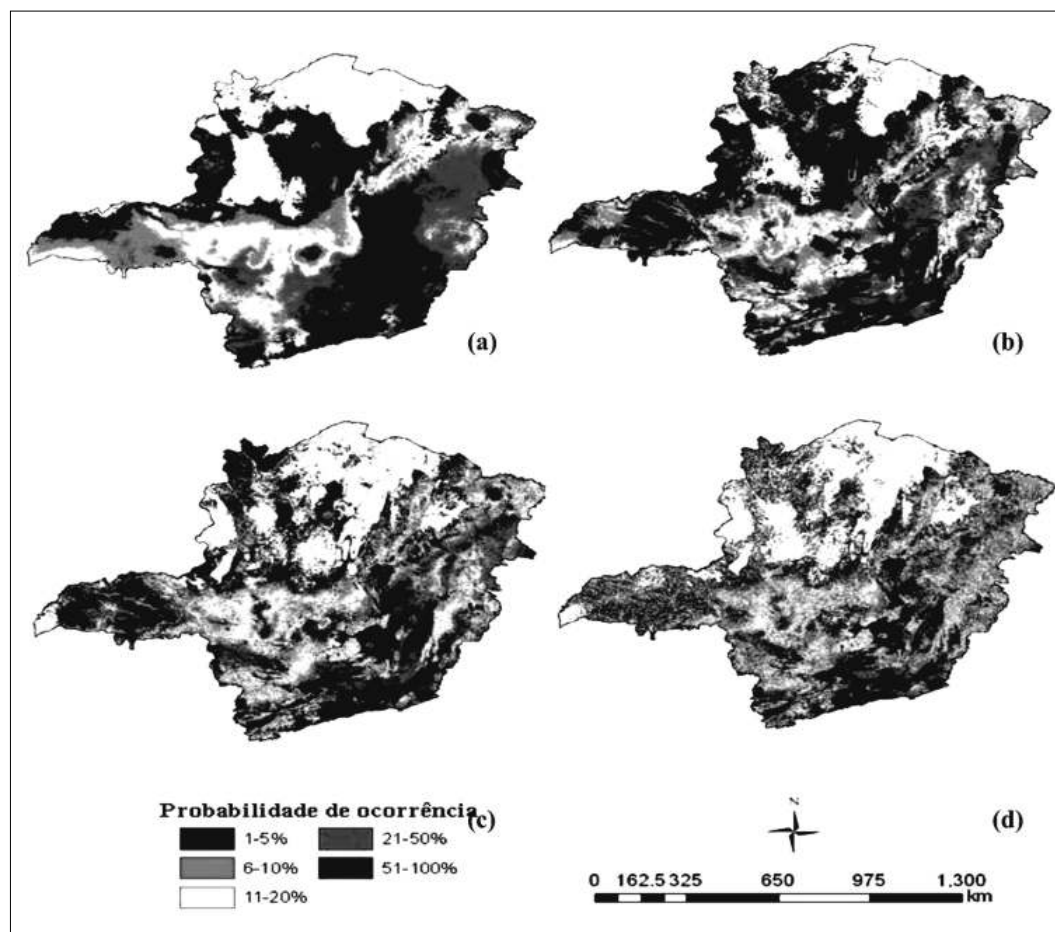 (a)
(b)
Probabilidade de ocorrência
(c)
(d)
1-5%
21-50%
6-10%
51-100%
11-20%
N
0 162.5 325 650 975 1.300
km